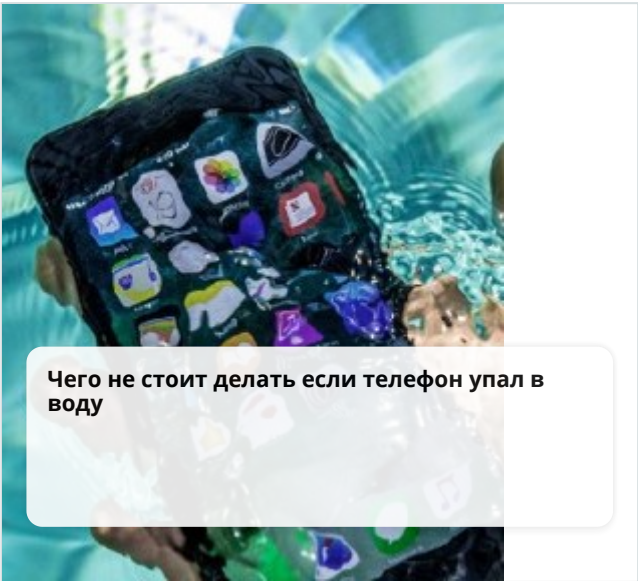 Чего не стоит делать если телефон упал в
воду